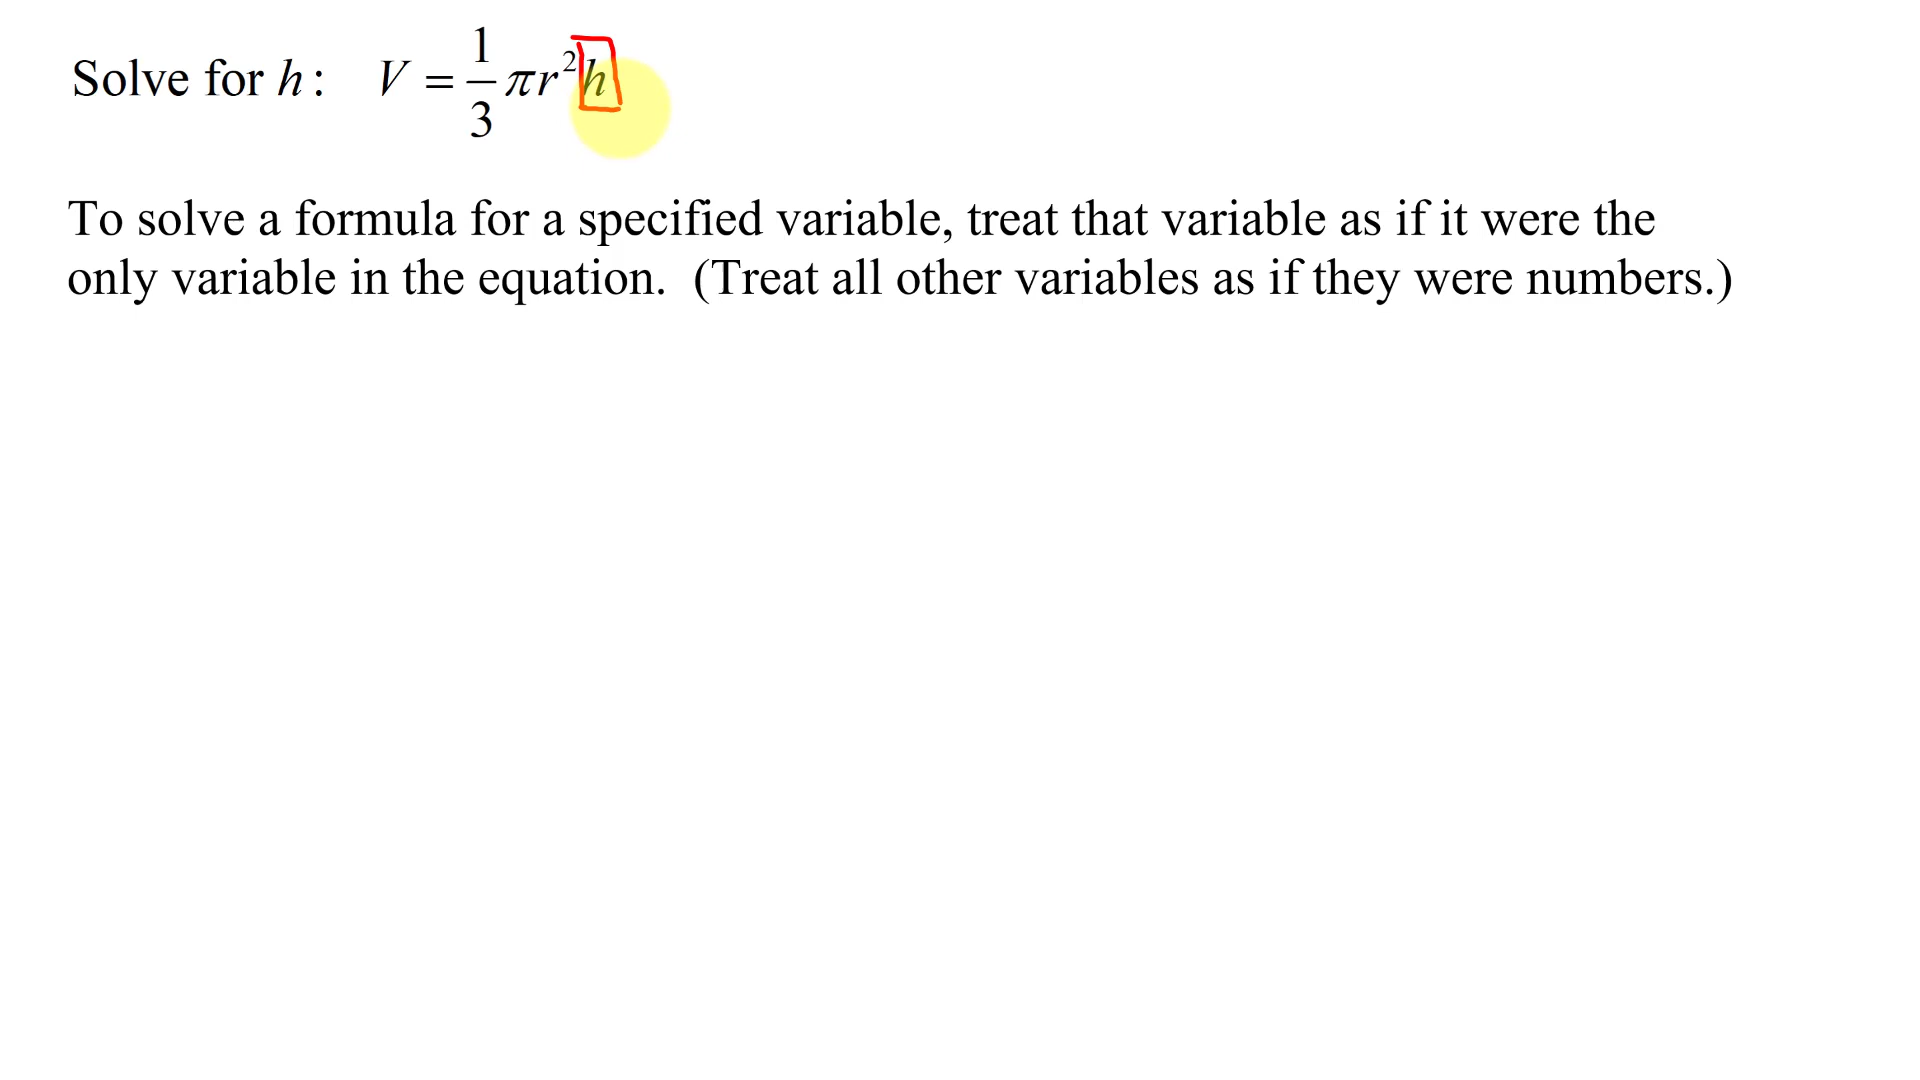 Solve for h: V = \frac{1}{3} πr²h
To solve a formula for a specified variable, treat that variable as if it were the
only variable in the equation. (Treat all other variables as if they were numbers.)